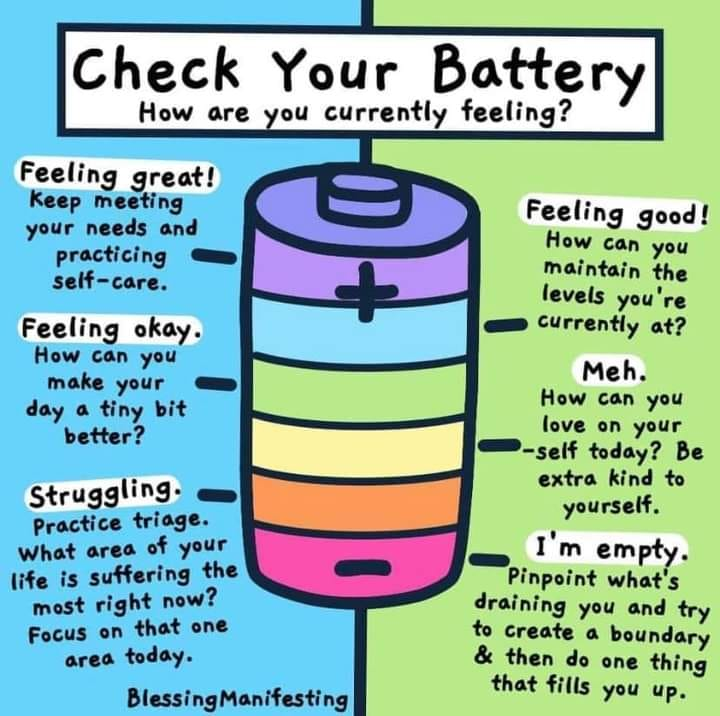 Check Your Battery
How are you currently feeling?
Feeling great!
Keep meeting
your needs and
practicing
self-care.
Feeling good!
How can you
maintain the
levels you're
currently at?
Feeling okay.
How can you
make your
day a tiny bit
better?
Meh.
How can you
love on your
-self today? Be
extra kind to
yourself.
Struggling.
Practice triage.
What area of your
life is suffering the
most right now?
Focus on that one
area today.
I'm empty.
Pinpoint what's
draining you and try
to create a boundary
& then do one thing
that fills you up.
BlessingManifesting